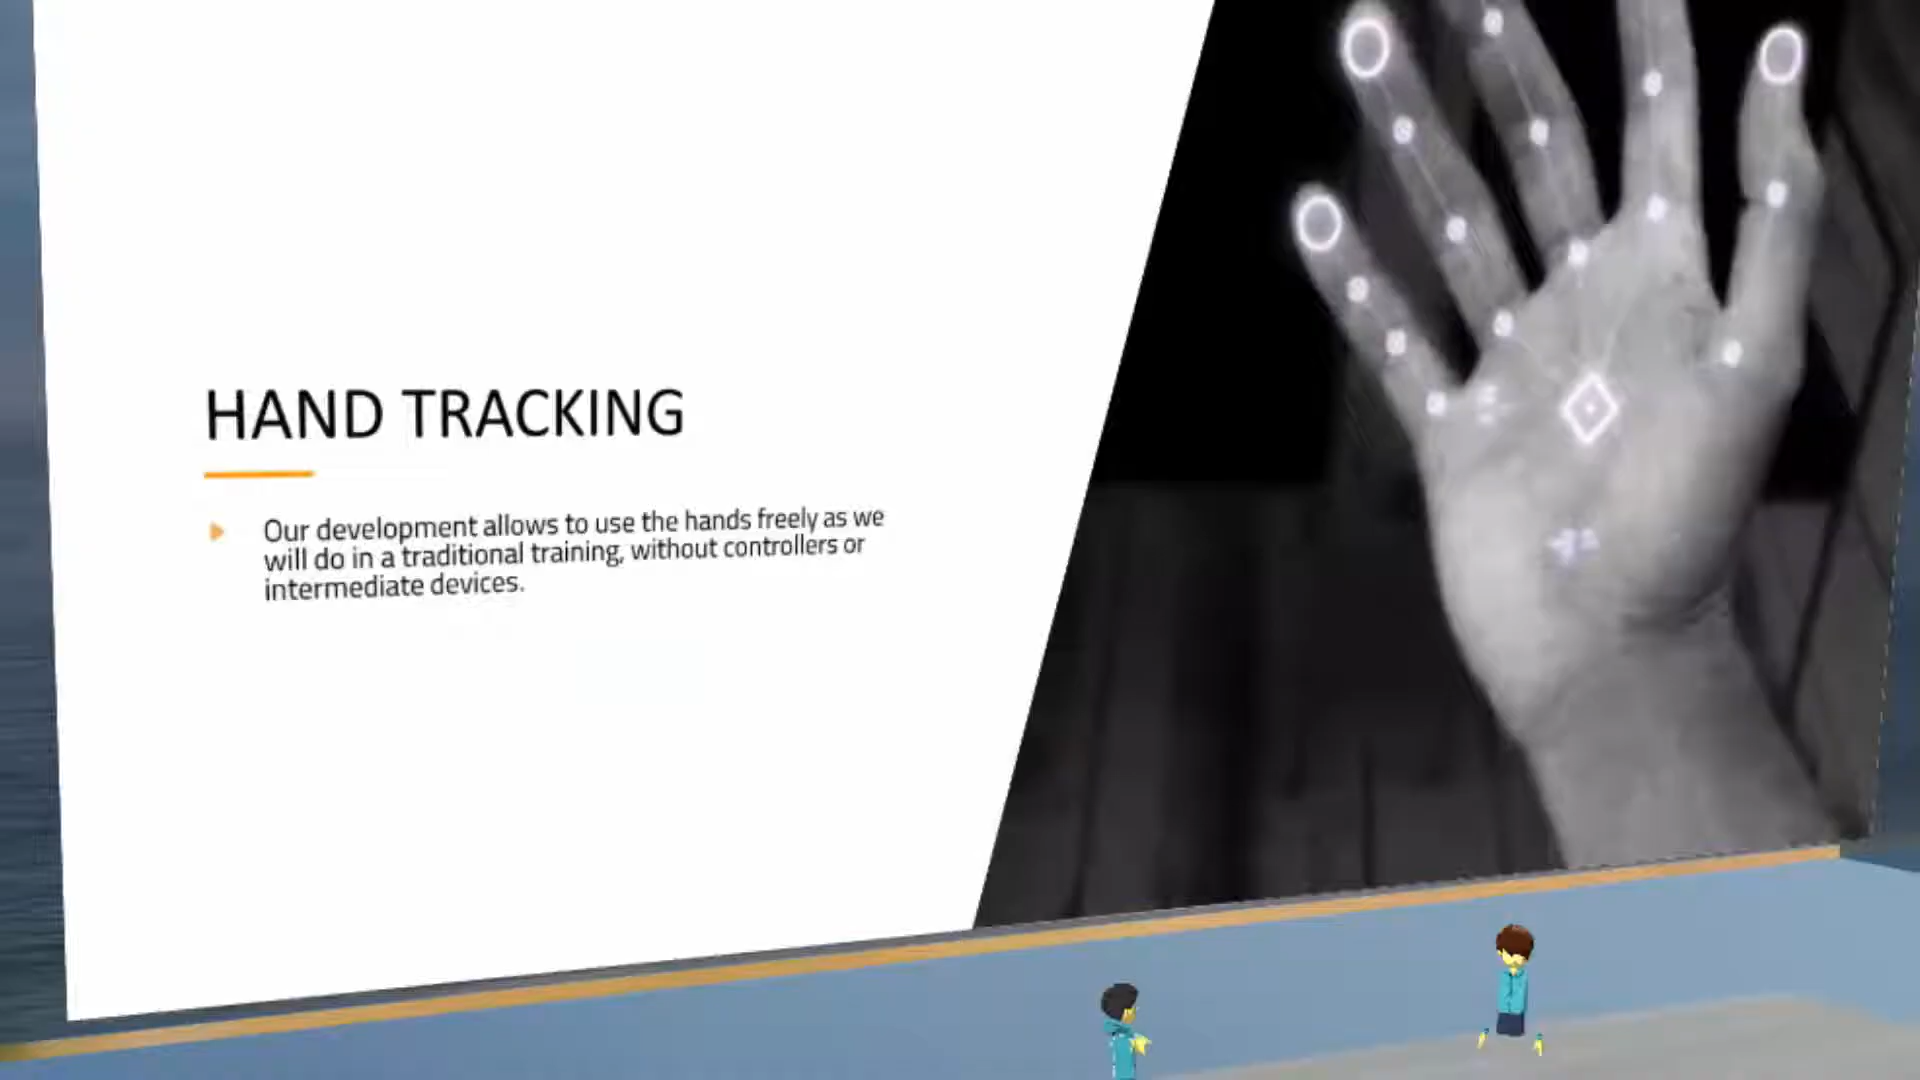 HAND TRACKING
Our development allows to use the hands freely as we
will do in a traditional training, without controllers or
intermediate devices.